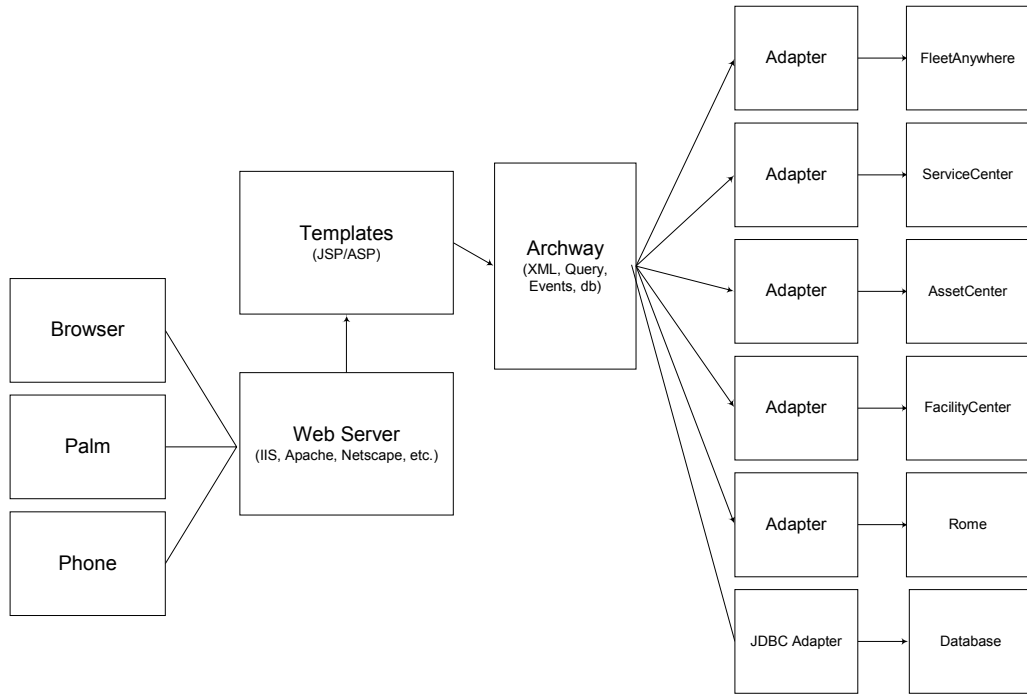 Browser
Palm
Phone
Templates
(JSP/ASP)
Web Server
(IIS, Apache, Netscape, etc.)
Archway
(XML, Query,
Events, db)
Adapter
FleetAnywhere
Adapter
ServiceCenter
Adapter
AssetCenter
Adapter
FacilityCenter
Adapter
Rome
JDBC Adapter
Database